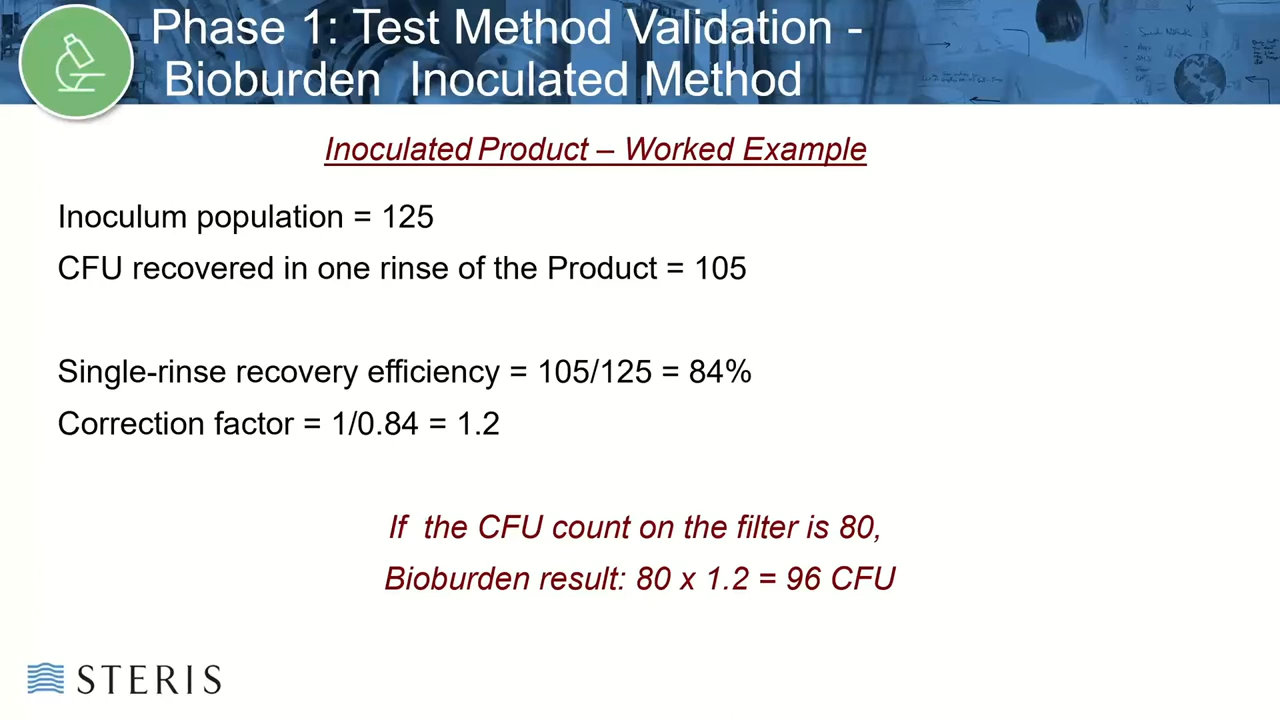 Phase 1: Test Method Validation -
Bioburden Inoculated Method
Inoculated Product – Worked Example
Inoculum population = 125
CFU recovered in one rinse of the Product = 105
Single-rinse recovery efficiency = 105/125 = 84%
Correction factor = 1/0.84 = 1.2
If the CFU count on the filter is 80,
Bioburden result: 80 x 1.2 = 96 CFU
STERIS